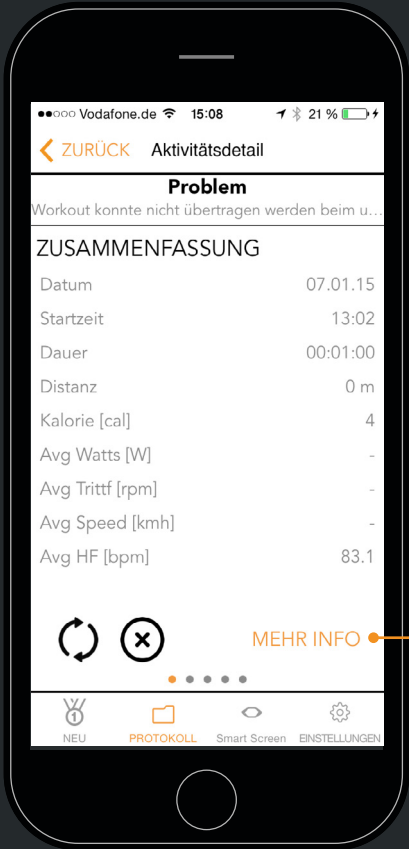 Vodafone.de 15:08 21 %
ZURÜCK Aktivitätsdetail
Problem
Workout konnte nicht übertragen werden beim u...
ZUSAMMENFASSUNG
Datum 07.01.15
Startzeit 13:02
Dauer 00:01:00
Distanz 0 m
Kalorie [cal] 4
Avg Watts [W] -
Avg Trittf [rpm] -
Avg Speed [kmh] -
Avg HF [bpm] 83.1
MEHR INFO
1
NEU PROTOKOLL Smart Screen EINSTELLUNGEN